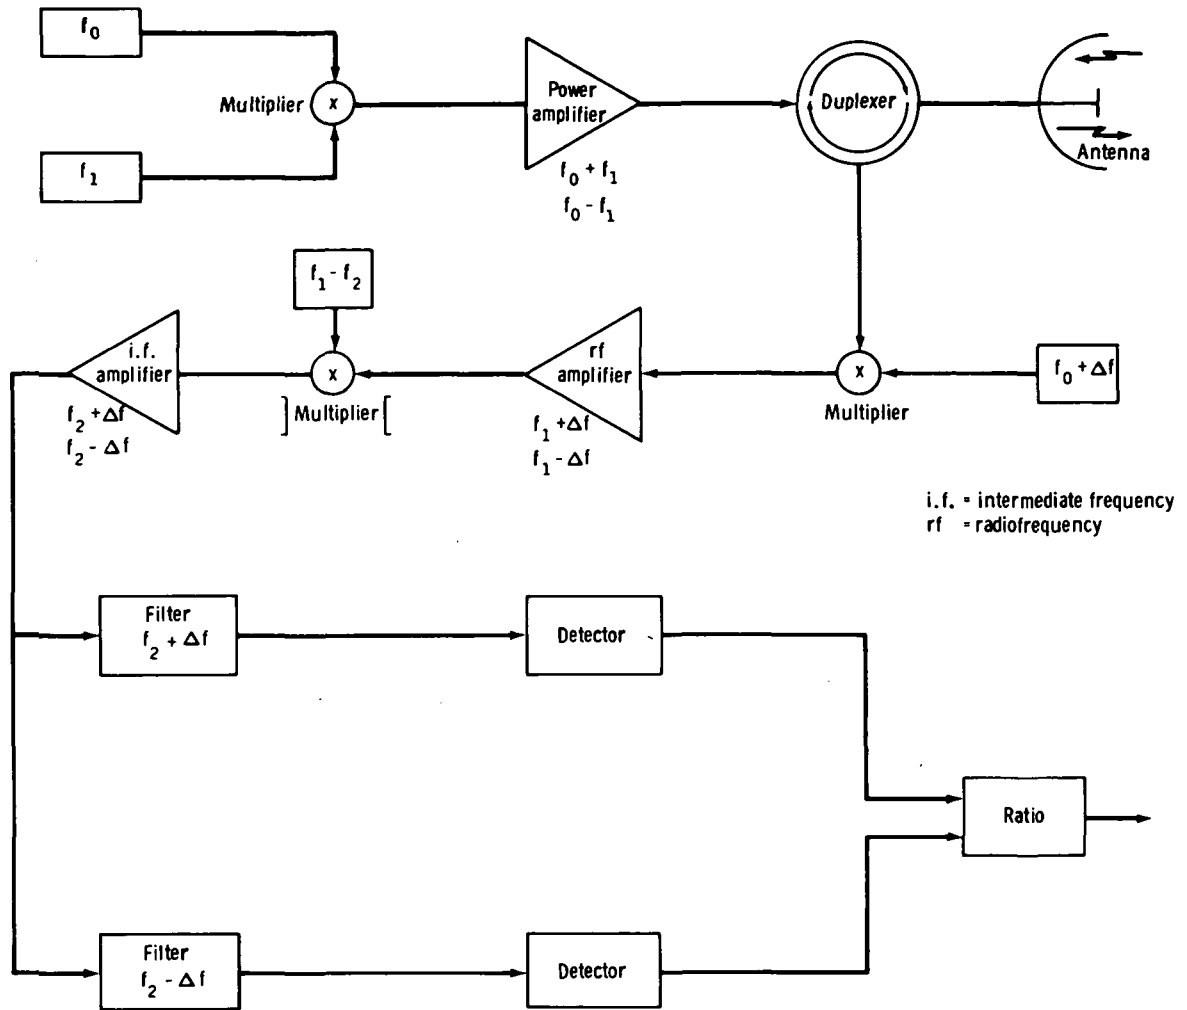 f0
Multiplier
x
f1
Power
amplifier
f0 + f1
f0 - f1
Duplexer
Antenna
f1 - f2
i.f.
amplifier
f2 + Δf
f2 - Δf
x
] Multiplier [
rf
amplifier
f1 + Δf
f1 - Δf
x
Multiplier
f0 + Δf
i.f. = intermediate frequency
rf = radiofrequency
Filter
f2 + Δf
Detector
Ratio
Filter
f2 - Δf
Detector